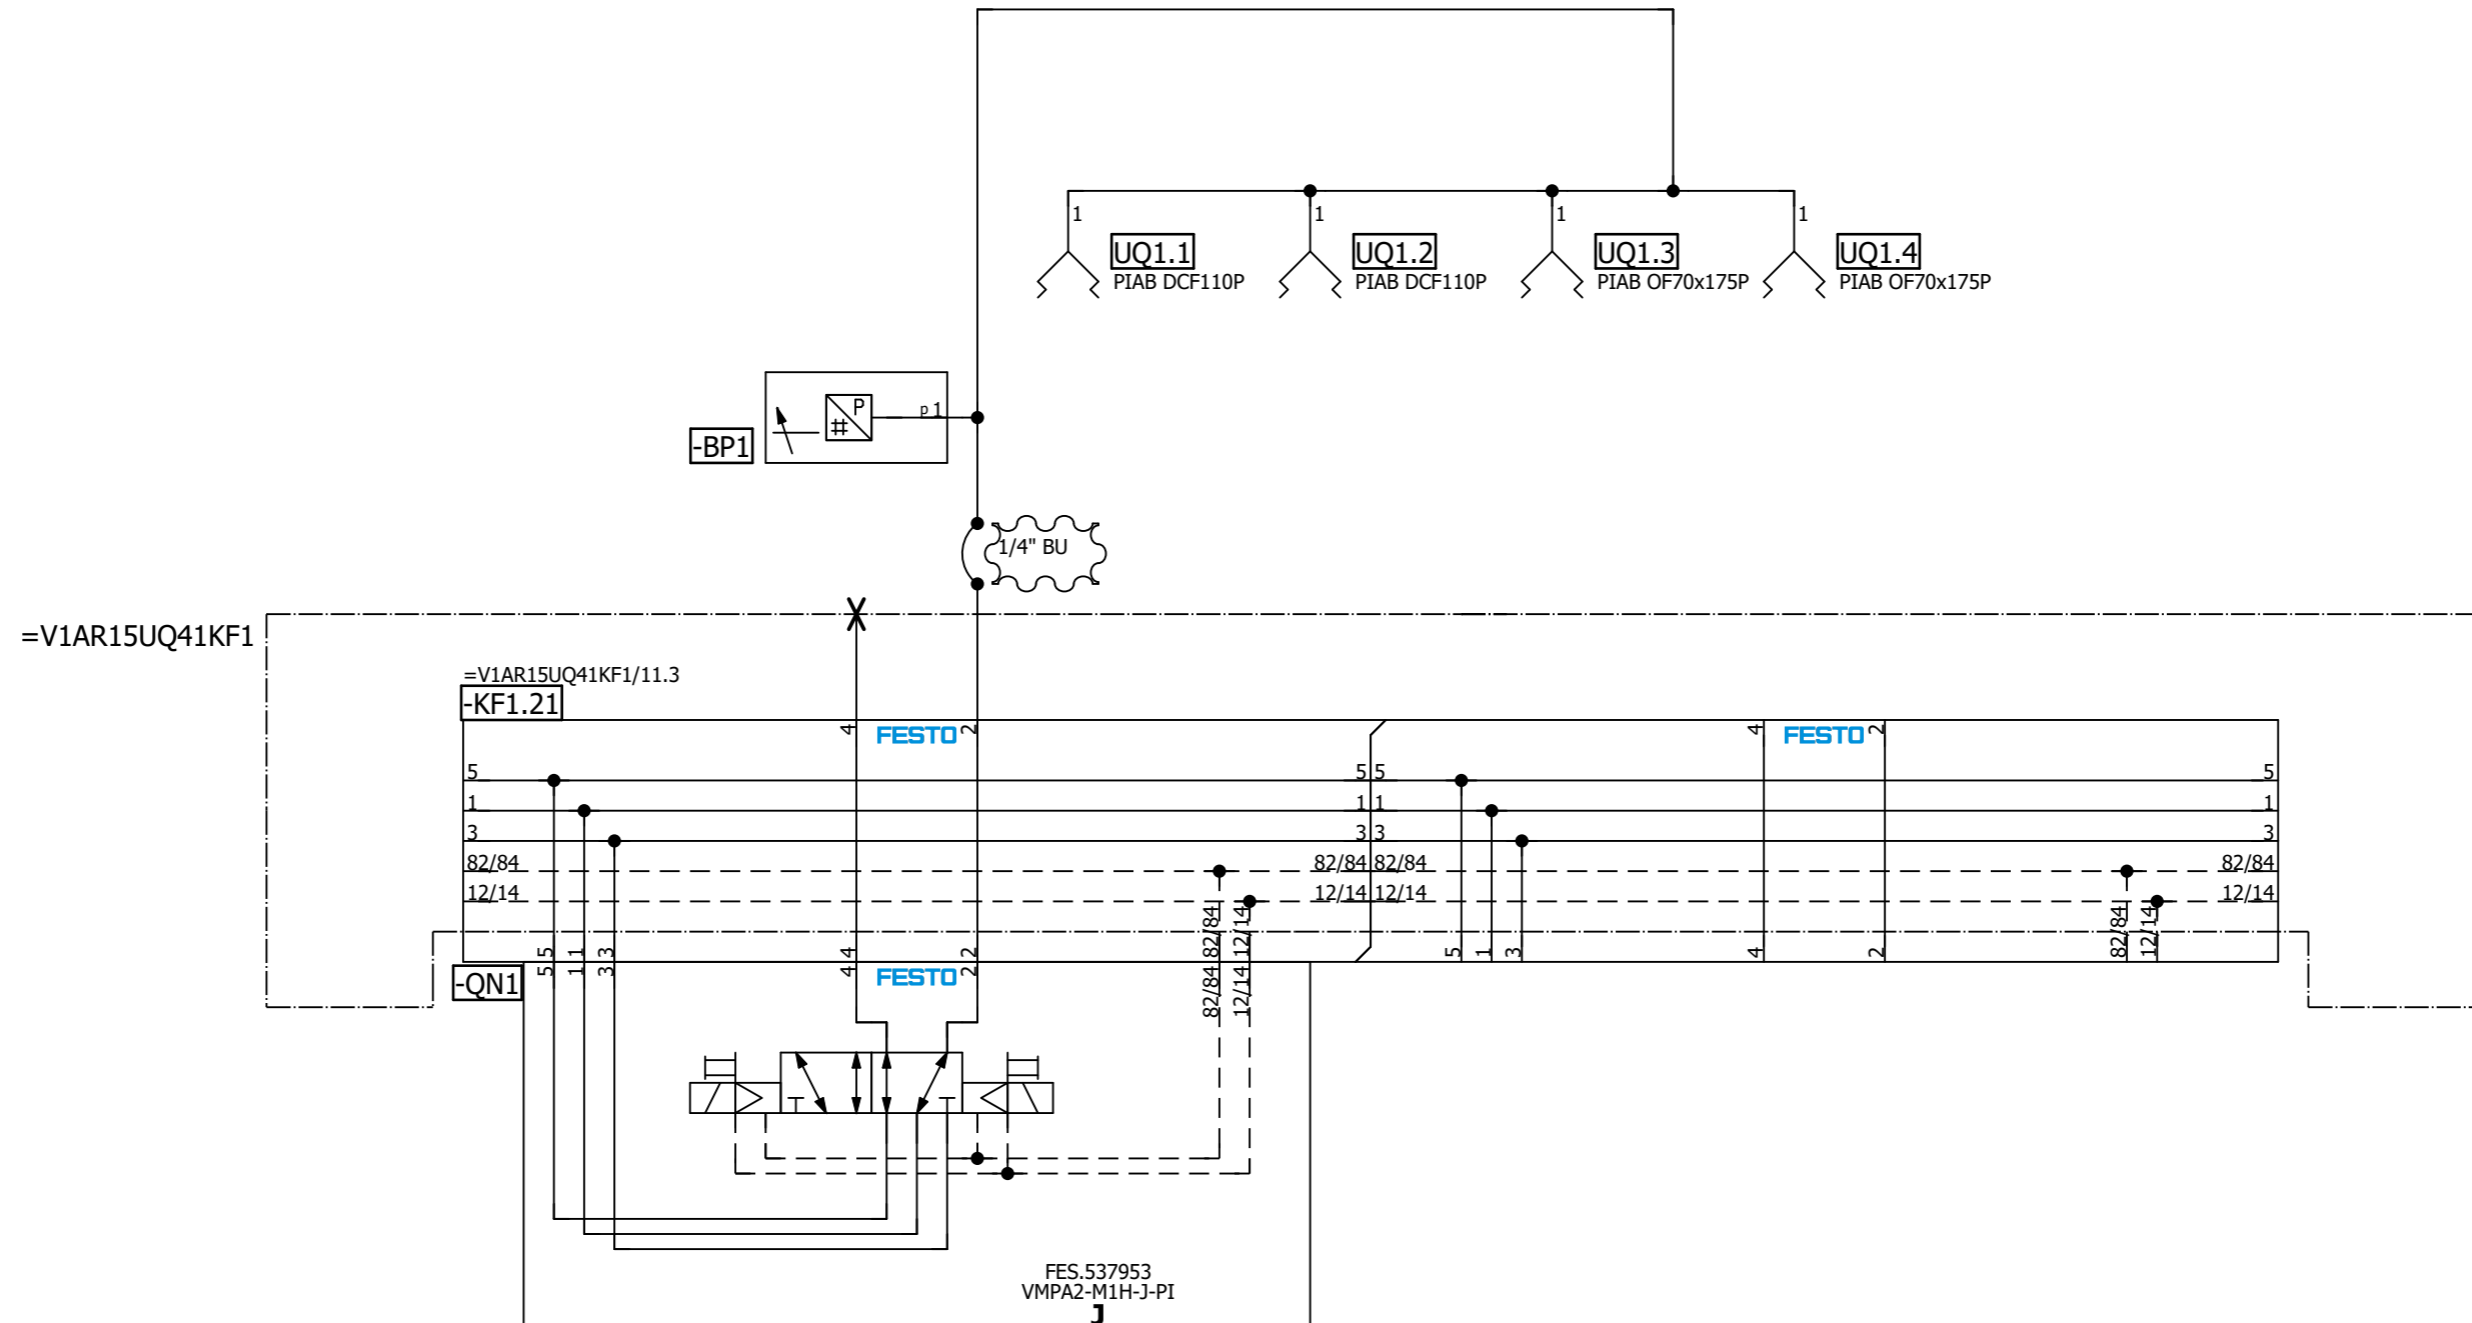 1
1
1
1
UQ1.1
UQ1.2
UQ1.3
UQ1.4
PIAB DCF110P
PIAB DCF110P
PIAB OF70x175P
PIAB OF70x175P
P
#
p 1
-BP1
1/4" BU
=V1AR15UQ41KF1
=V1AR15UQ41KF1/11.3
-KF1.21
4
FESTO
2
4
FESTO
2
5
5
5
5
1
1
1
1
3
3
3
3
82/84
82/84
82/84
82/84
12/14
12/14
12/14
12/14
5
1
3
4
2
82/84
12/14
5
1
3
4
2
82/84
12/14
-QN1
5
1
3
4
FESTO
2
82/84
12/14
FES.537953
VMPA2-M1H-J-PI
J